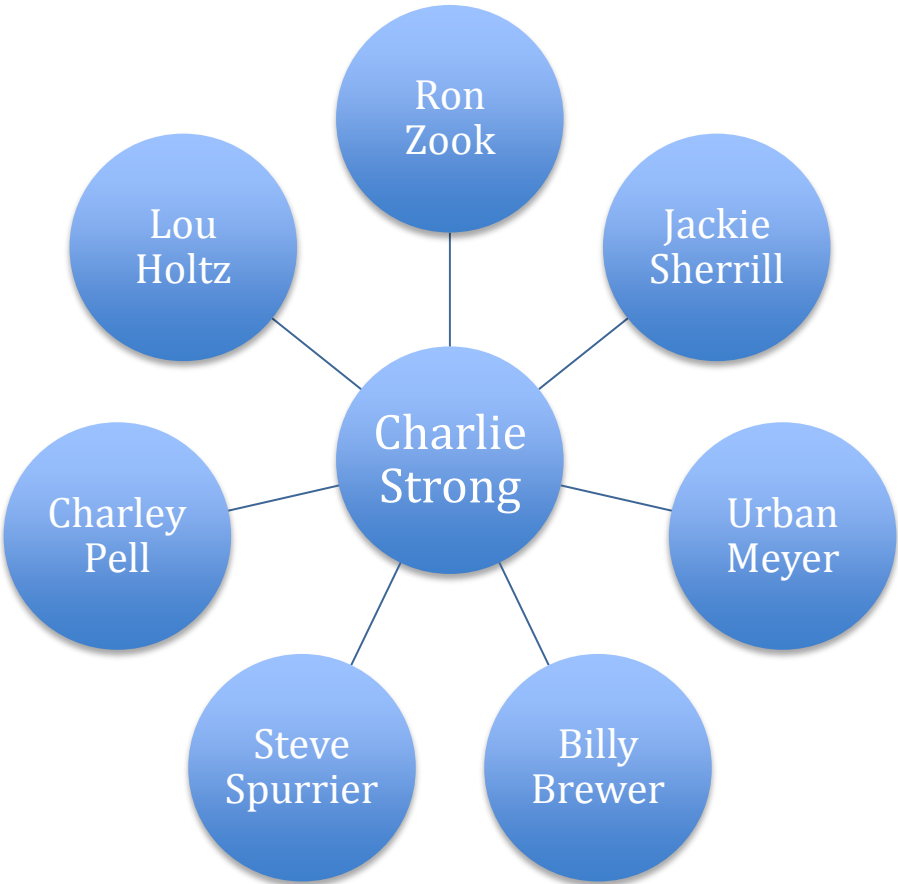 Ron
Zook
Lou
Holtz
Jackie
Sherrill
Charlie
Strong
Charley
Pell
Urban
Meyer
Steve
Spurrier
Billy
Brewer